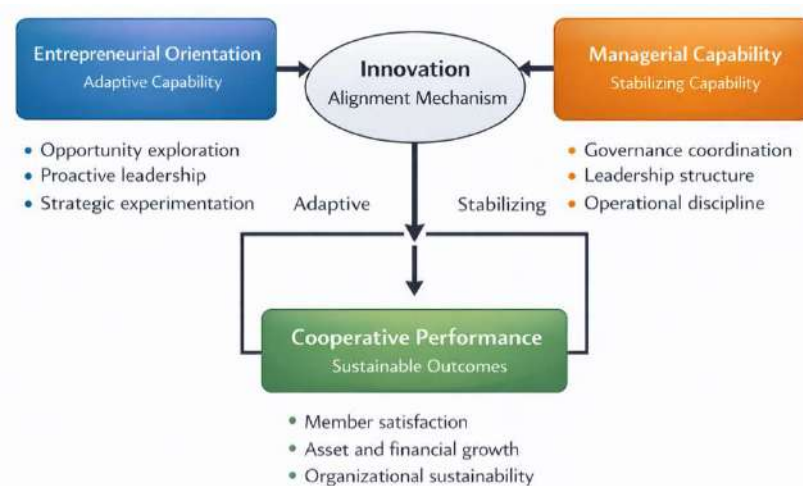 Entrepreneurial Orientation
Adaptive Capability
Innovation
Alignment Mechanism
Managerial Capability
Stabilizing Capability
• Opportunity exploration
• Proactive leadership
• Strategic experimentation
• Governance coordination
• Leadership structure
• Operational discipline
Adaptive
Stabilizing
Cooperative Performance
Sustainable Outcomes
• Member satisfaction
• Asset and financial growth
• Organizational sustainability